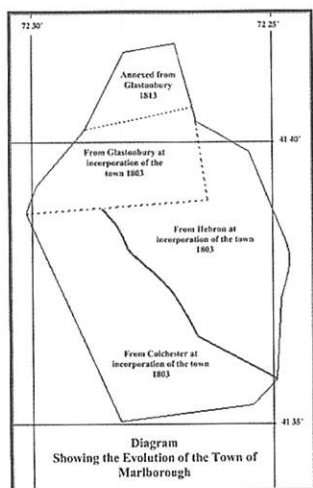 72 30'
72 25'
Annexed from
Glastonbury
1813
41 40'
From Glastonbury at
incorporation of the
town 1803
From Hebron at
incorporation of the town
1803
From Colchester at
incorporation of the town
1803
41 35'
Diagram
Showing the Evolution of the Town of
Marlborough